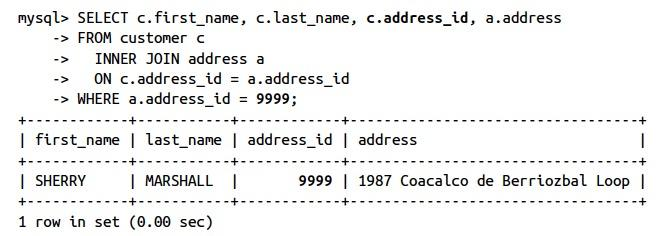 mysql> SELECT c.first_name, c.last_name, c.address_id, a.address
    -> FROM customer c
    ->   INNER JOIN address a
    ->   ON c.address_id = a.address_id
    -> WHERE a.address_id = 9999;
+------------+-----------+------------+----------------------------------+
| first_name | last_name | address_id | address                          |
+------------+-----------+------------+----------------------------------+
| SHERRY     | MARSHALL  |       9999 | 1987 Coacalco de Berriozbal Loop |
+------------+-----------+------------+----------------------------------+
1 row in set (0.00 sec)